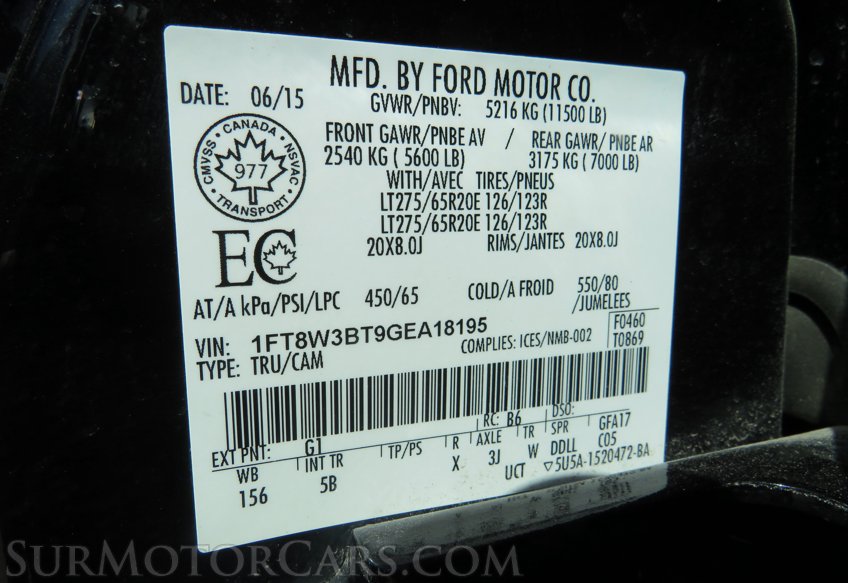 MFD. BY FORD MOTOR CO.
DATE: 06/15
GVWR/PNBV: 5216 KG (11500 LB)
FRONT GAWR/PNBE AV / REAR GAWR/ PNBE AR
2540 KG ( 5600 LB) 3175 KG ( 7000 LB)
CMVSS · CANADA · NSVAC · TRANSPORT ·
977
WITH/AVEC TIRES/PNEUS
LT275/65R20E 126/123R
LT275/65R20E 126/123R
20X8.0J RIMS/JANTES 20X8.0J
EC
AT/A kPa/PSI/LPC 450/65 COLD/A FROID 550/80
/JUMELEES
VIN: 1FT8W3BT9GEA18195
COMPLIES: ICES/NMB-002 F0460
TYPE: TRU/CAM T0869
RC: B6 DSO:
EXT PNT: G1
WB INT TR TP/PS R AXLE TR SPR GFA17
156 5B X 3J W DDLL C05
UCT ▽5U5A-1520472-BA
SURMOTORCARS.COM